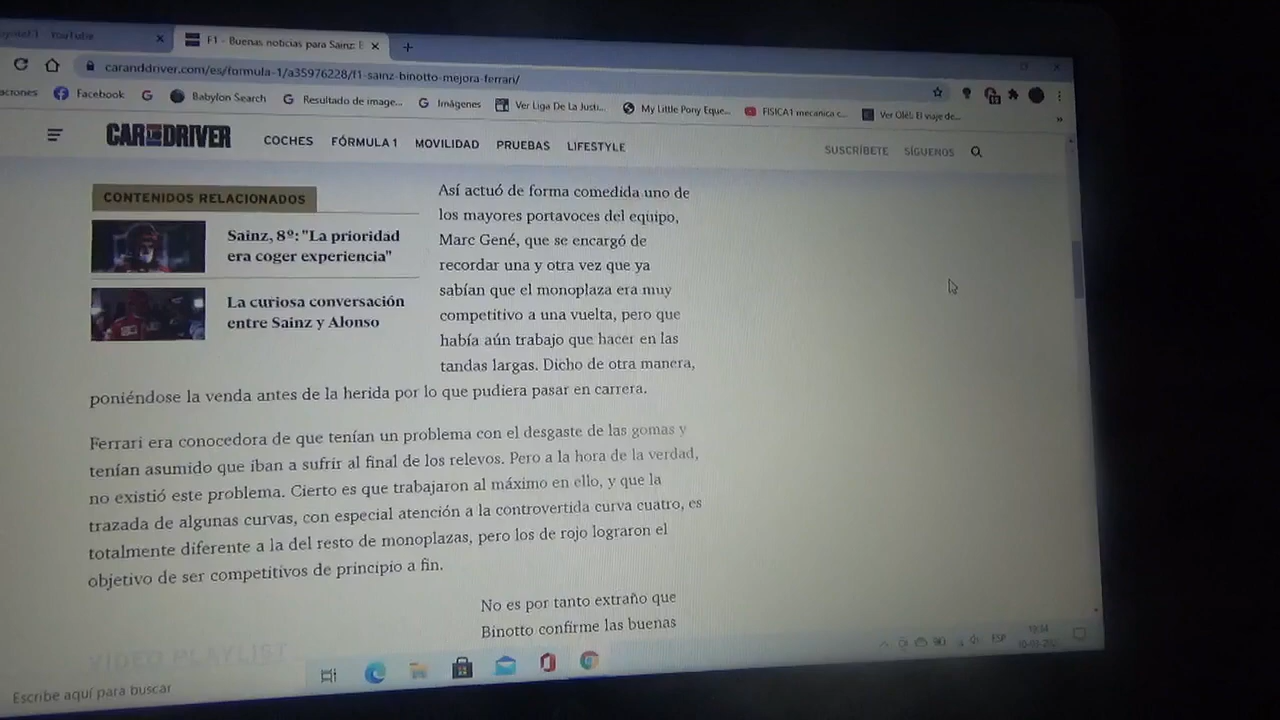 YouTube
F1 - Buenas noticias para Sainz: E
caranddriver.com/es/formula-1/a35976228/f1-sainz-binotto-mejora-ferrari/
aciones
Facebook
Babylon Search
Resultado de image...
Imágenes
Ver Liga De La Justi...
My Little Pony Eque...
FISICA1 mecanica c...
Ver Olé!: El viaje de...
CAR AND DRIVER
COCHES
FÓRMULA 1
MOVILIDAD
PRUEBAS
LIFESTYLE
SUSCRÍBETE
SÍGUENOS
CONTENIDOS RELACIONADOS
Sainz, 8º: "La prioridad
era coger experiencia"
La curiosa conversación
entre Sainz y Alonso
Así actuó de forma comedida uno de
los mayores portavoces del equipo,
Marc Gené, que se encargó de
recordar una y otra vez que ya
sabían que el monoplaza era muy
competitivo a una vuelta, pero que
había aún trabajo que hacer en las
tandas largas. Dicho de otra manera,
poniéndose la venda antes de la herida por lo que pudiera pasar en carrera.
Ferrari era conocedora de que tenían un problema con el desgaste de las gomas y
tenían asumido que iban a sufrir al final de los relevos. Pero a la hora de la verdad,
no existió este problema. Cierto es que trabajaron al máximo en ello, y que la
trazada de algunas curvas, con especial atención a la controvertida curva cuatro, es
totalmente diferente a la del resto de monoplazas, pero los de rojo lograron el
objetivo de ser competitivos de principio a fin.
No es por tanto extraño que
Binotto confirme las buenas
VIDEO PLAYLIST
Escribe aquí para buscar
ESP